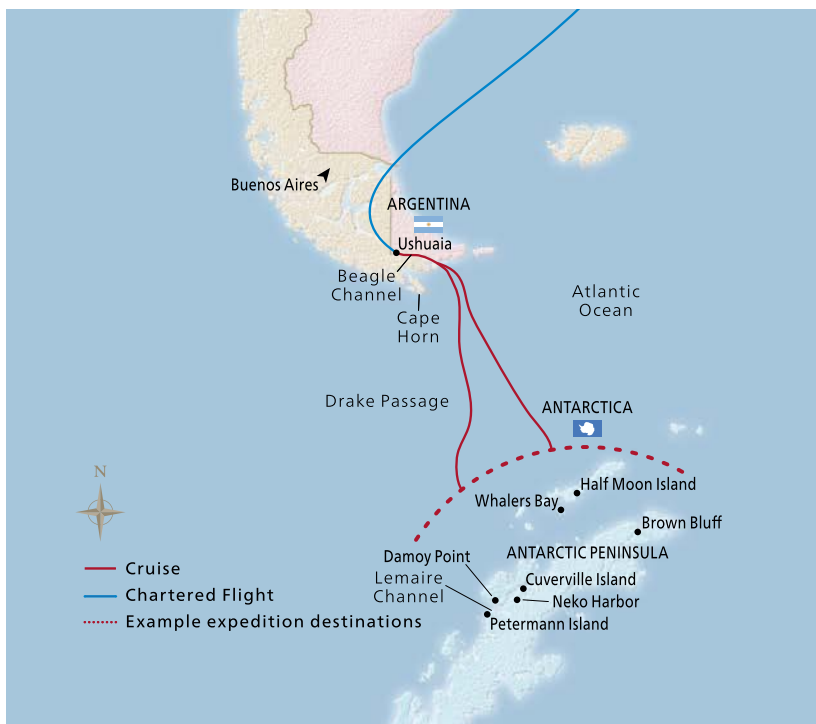 Buenos Aires
ARGENTINA
Ushuaia
Beagle
Channel
Cape
Horn
Atlantic
Ocean
Drake Passage
ANTARCTICA
N
Half Moon Island
Whalers Bay
Brown Bluff
ANTARCTIC PENINSULA
Damoy Point
Lemaire
Channel
Cuverville Island
Neko Harbor
Petermann Island
Cruise
Chartered Flight
Example expedition destinations